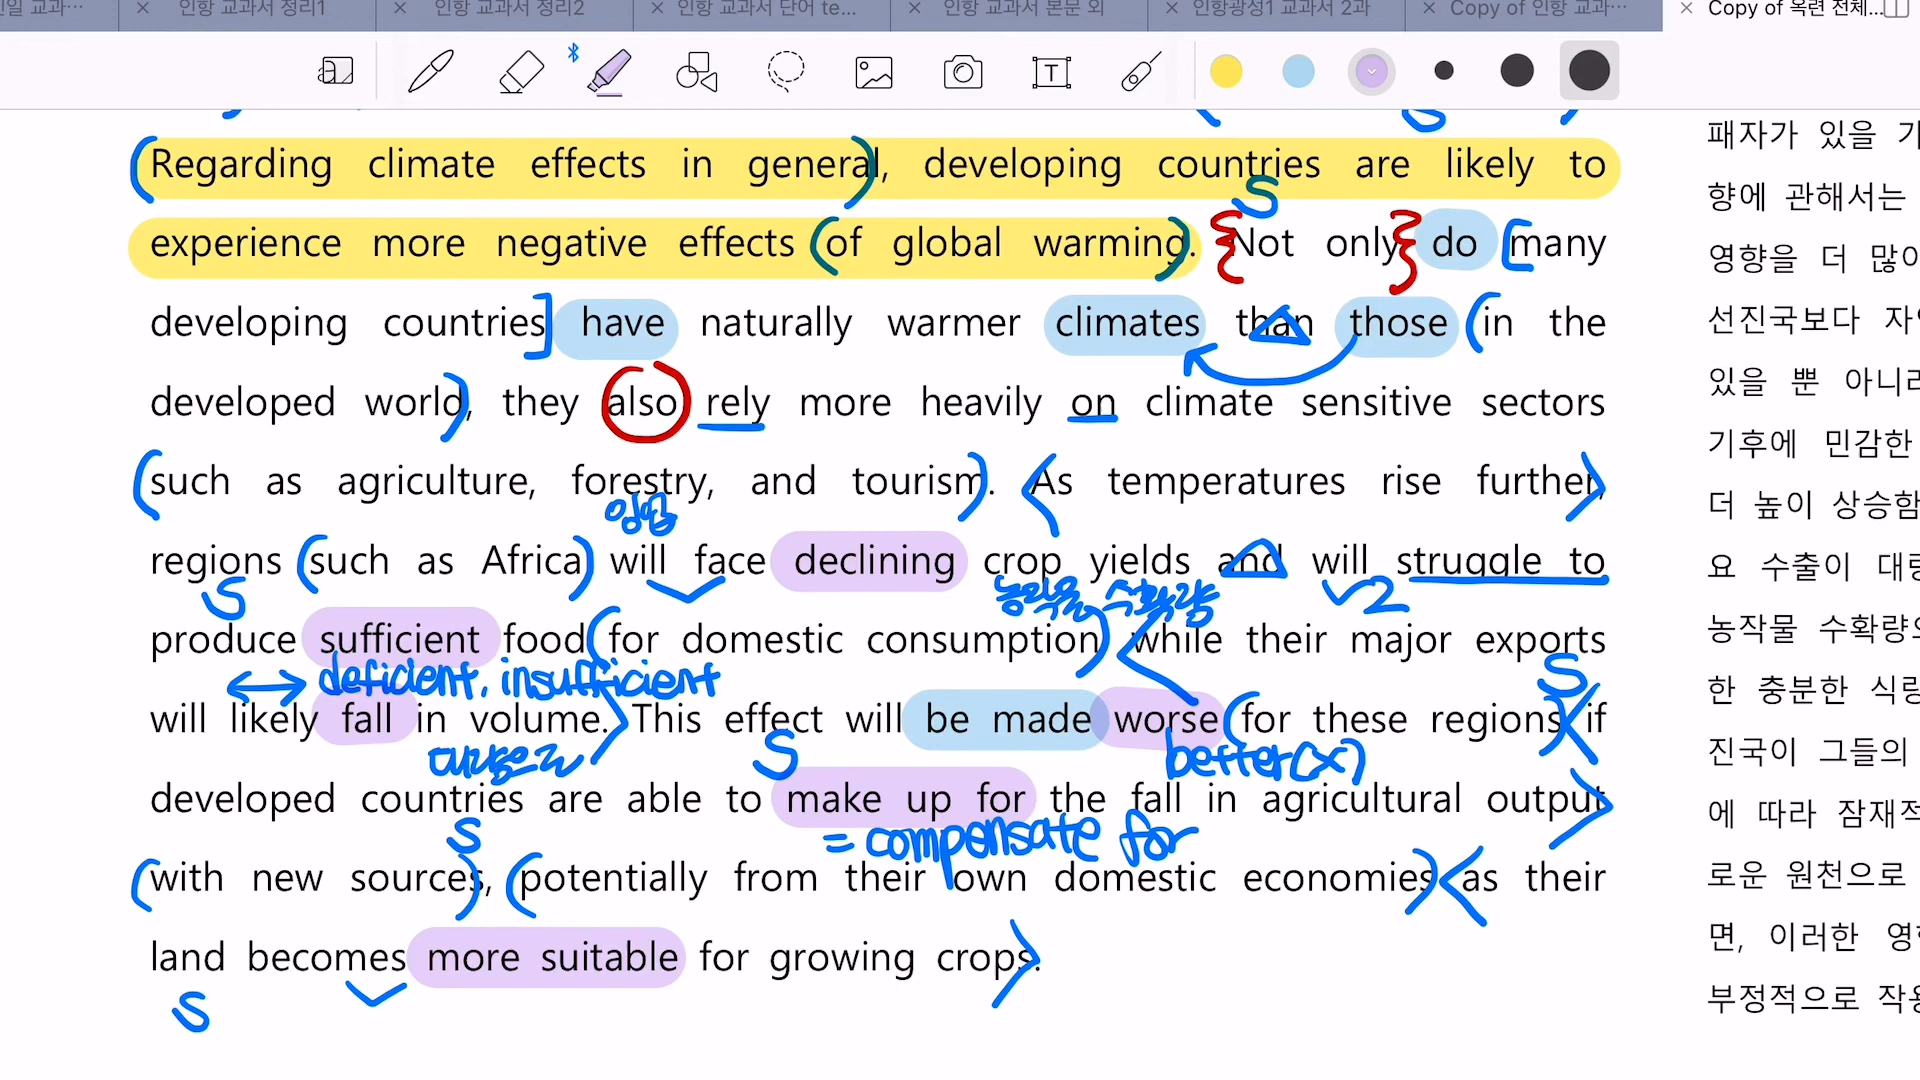 인일 교과…
인항 교과서 정리1
인항 교과서 정리2
인항 교과서 단어 te…
인항 교과서 본문 외
인항광성1 교과서 2과
Copy of 인항 교과…
Copy of 옥련 전체…
Regarding climate effects in general, developing countries are likely to
S
experience more negative effects of global warming. Not only do many
developing countries have naturally warmer climates than those in the
developed world, they also rely more heavily on climate sensitive sectors
such as agriculture, forestry, and tourism. As temperatures rise further,
임업
regions such as Africa will face declining crop yields and will struggle to
S
농작물 수확량
2
produce sufficient food for domestic consumption while their major exports
deficient, insufficient
S
will likely fall in volume. This effect will be made worse for these regions if
S
better(x)
developed countries are able to make up for the fall in agricultural output
S
= compensate for
with new sources, potentially from their own domestic economies as their
land becomes more suitable for growing crops.
S
패자가 있을
향에 관해서는
영향을 더 많이
선진국보다
있을 뿐 아니라
기후에 민감한
더 높이 상승함
요 수출이
농작물 수확량
한 충분한 식량
진국이 그들의
에 따라 잠재적
로운 원천으로
면, 이러한
부정적으로 작용